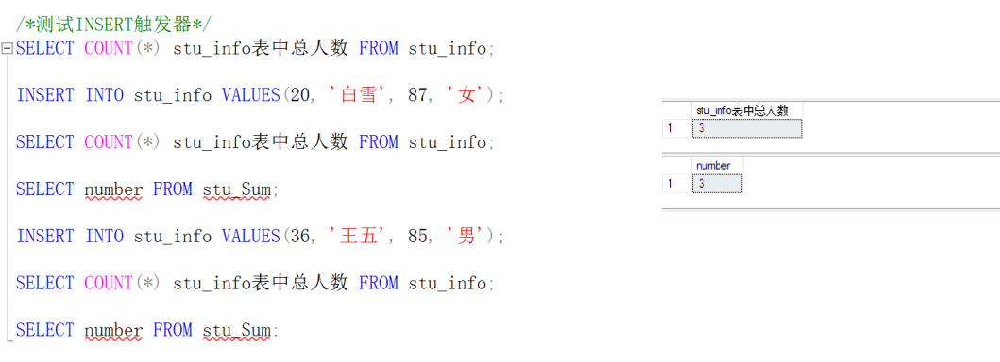 /*测试INSERT触发器*/
SELECT COUNT(*) stu_info表中总人数 FROM stu_info;
INSERT INTO stu_info VALUES(20, '白雪', 87, '女');
SELECT COUNT(*) stu_info表中总人数 FROM stu_info;
SELECT number FROM stu_Sum;
INSERT INTO stu_info VALUES(36, '王五', 85, '男');
SELECT COUNT(*) stu_info表中总人数 FROM stu_info;
SELECT number FROM stu_Sum;
stu_info表中总人数
1 3
number
1 3